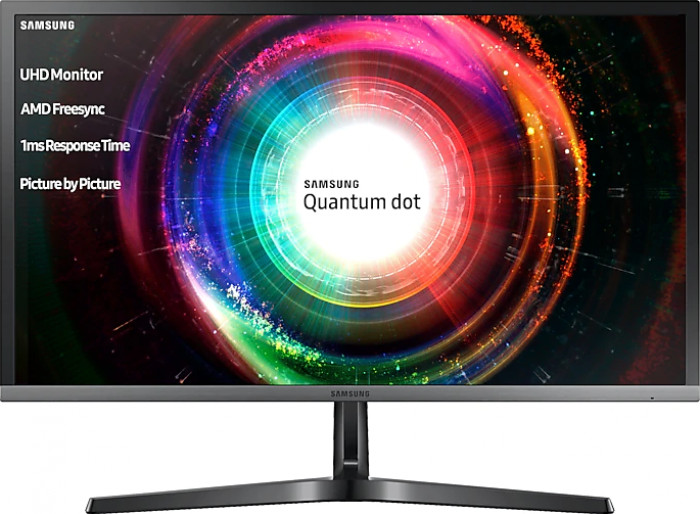 SAMSUNG
UHD Monitor
AMD Freesync
1ms Response Time
Picture by Picture
SAMSUNG
Quantum dot
SAMSUNG